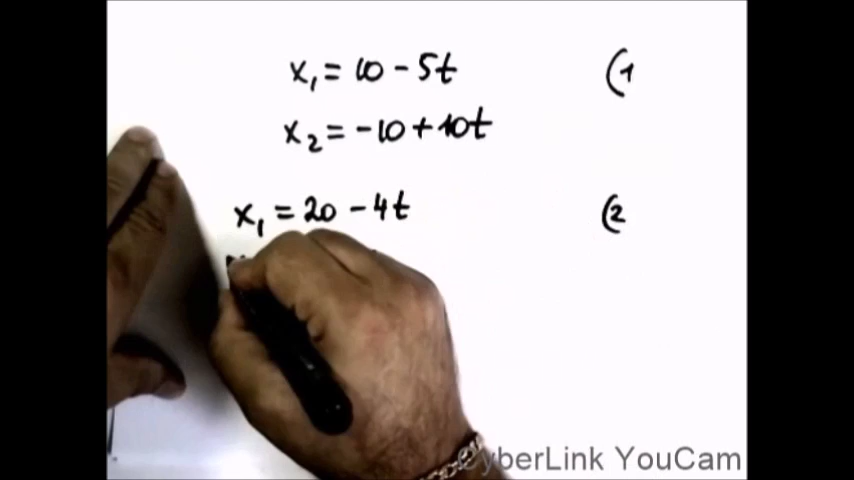 x₁ = 10 - 5t (1
x₂ = -10 + 10t
x₁ = 20 - 4t (2
CyberLink YouCam